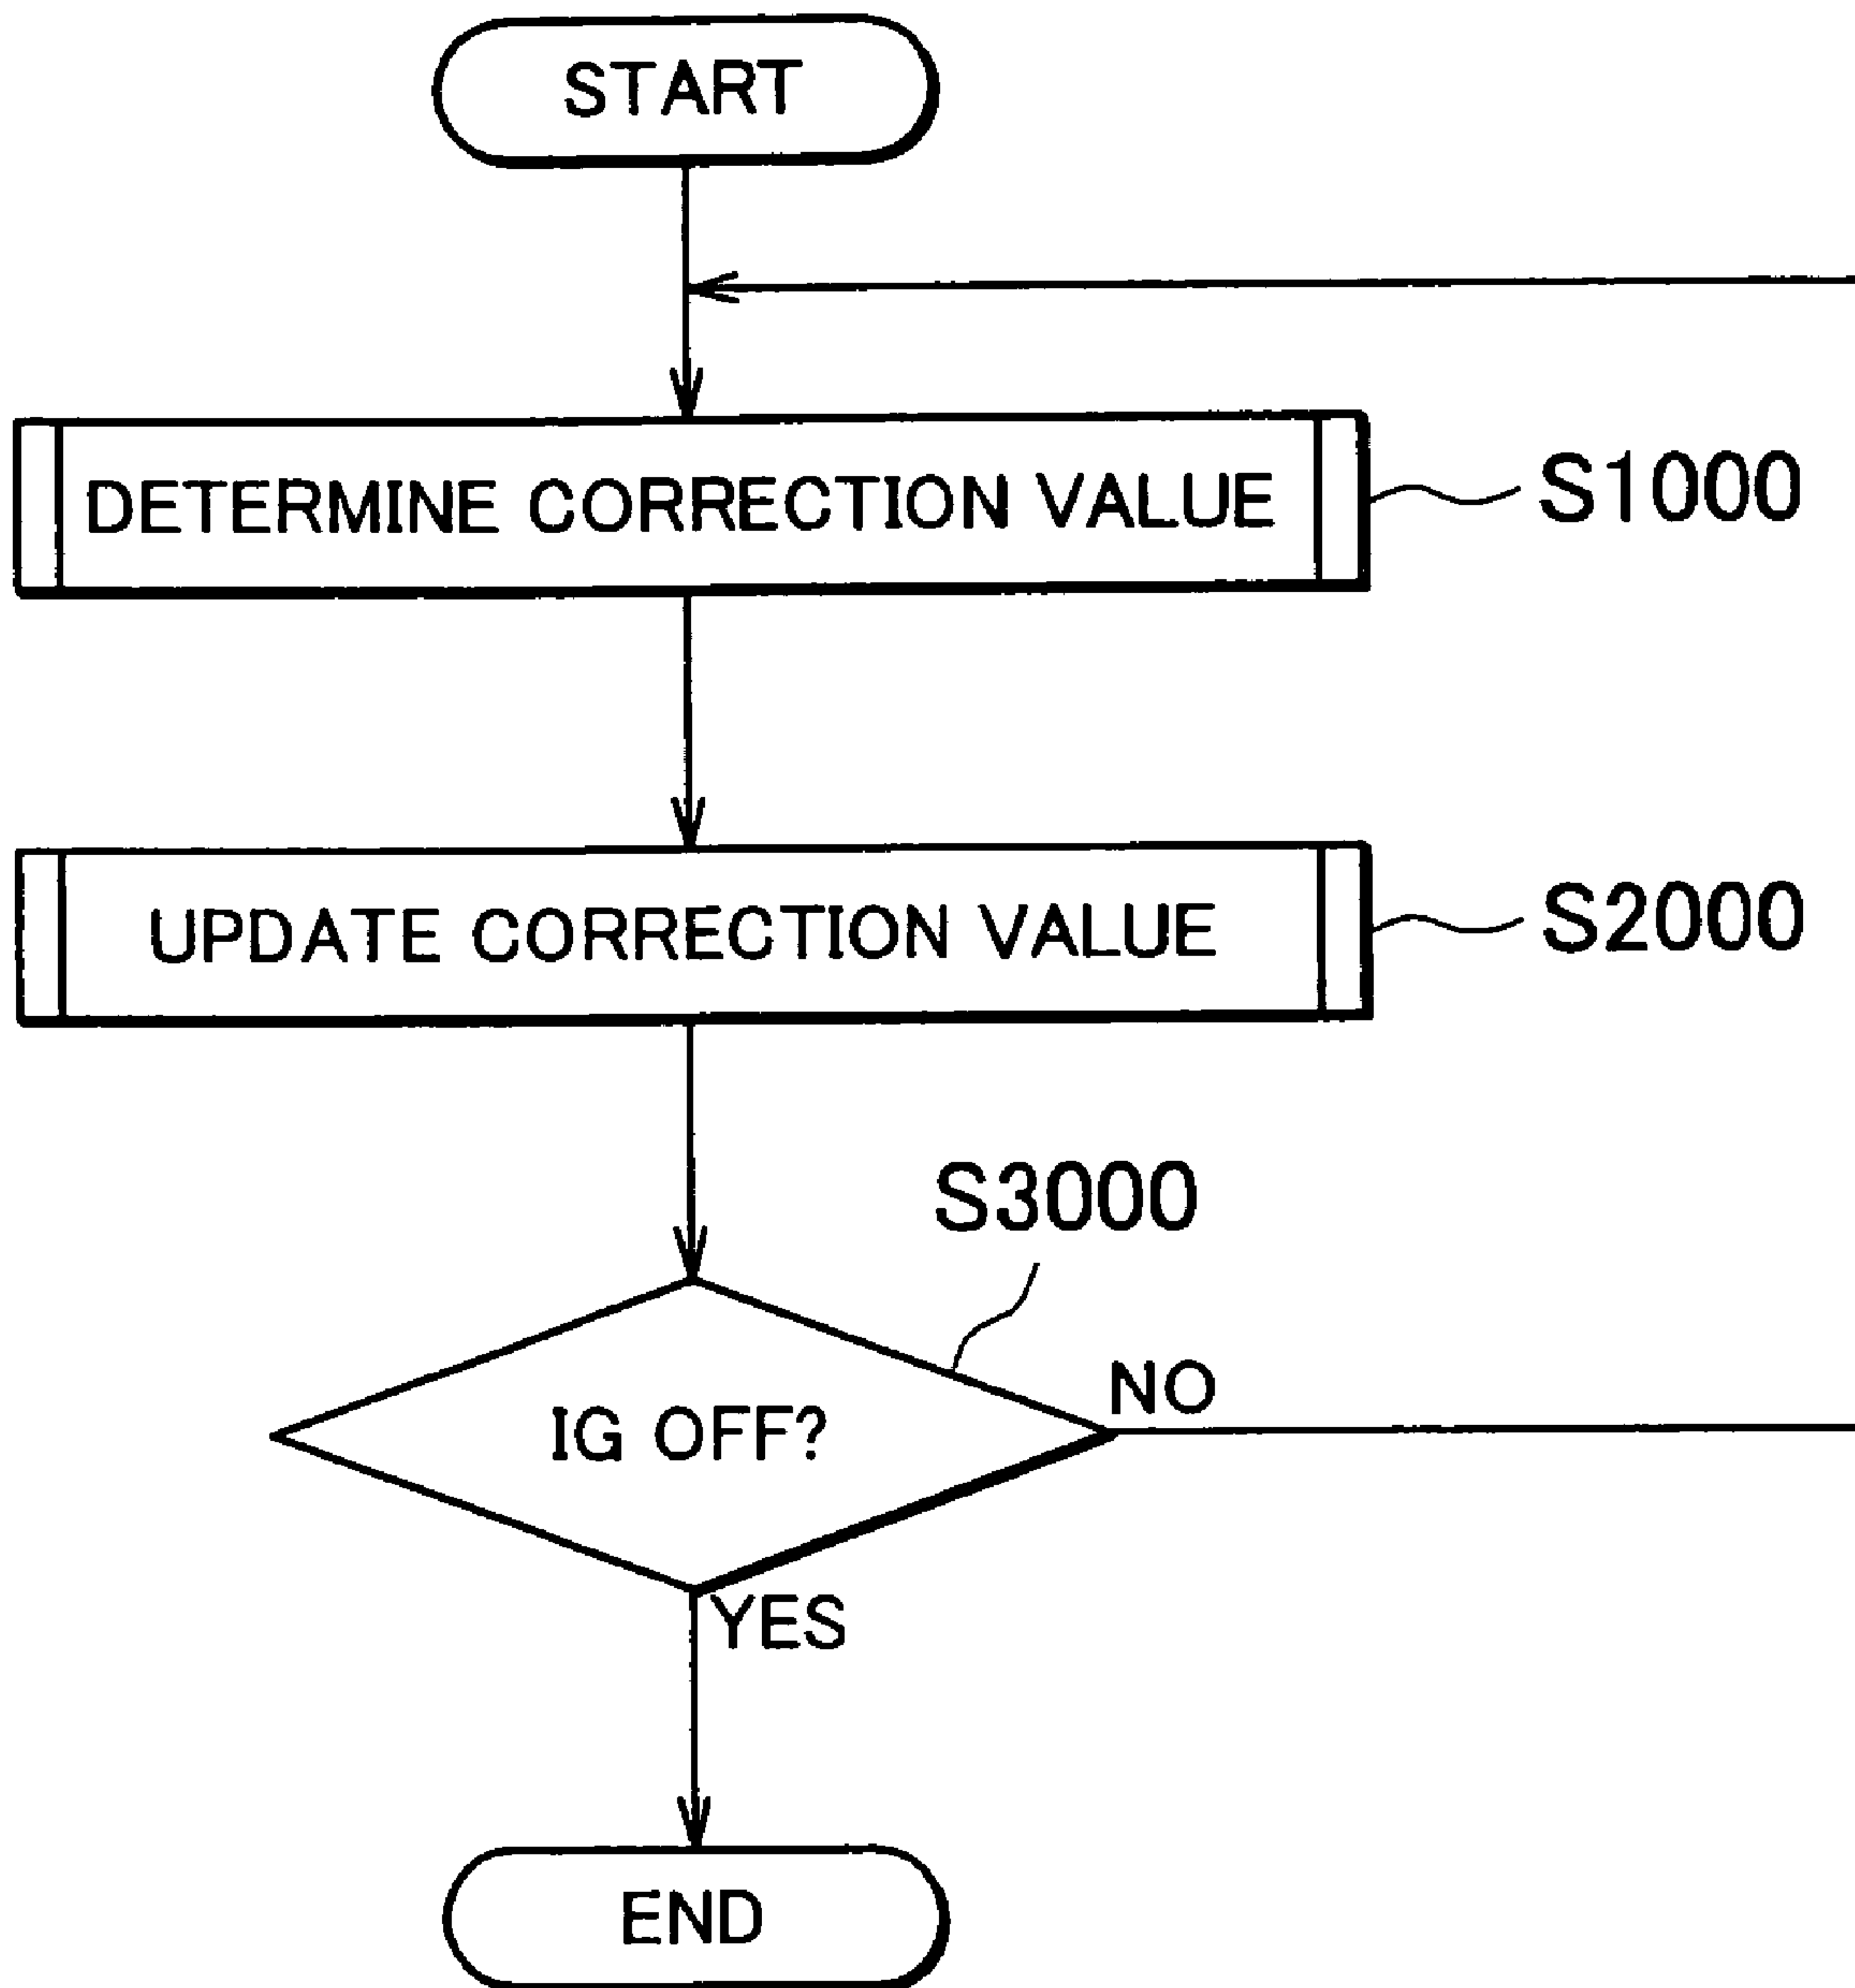 START
DETERMINE CORRECTION VALUE
S1000
UPDATE CORRECTION VALUE
S2000
S3000
IG OFF?
NO
YES
END